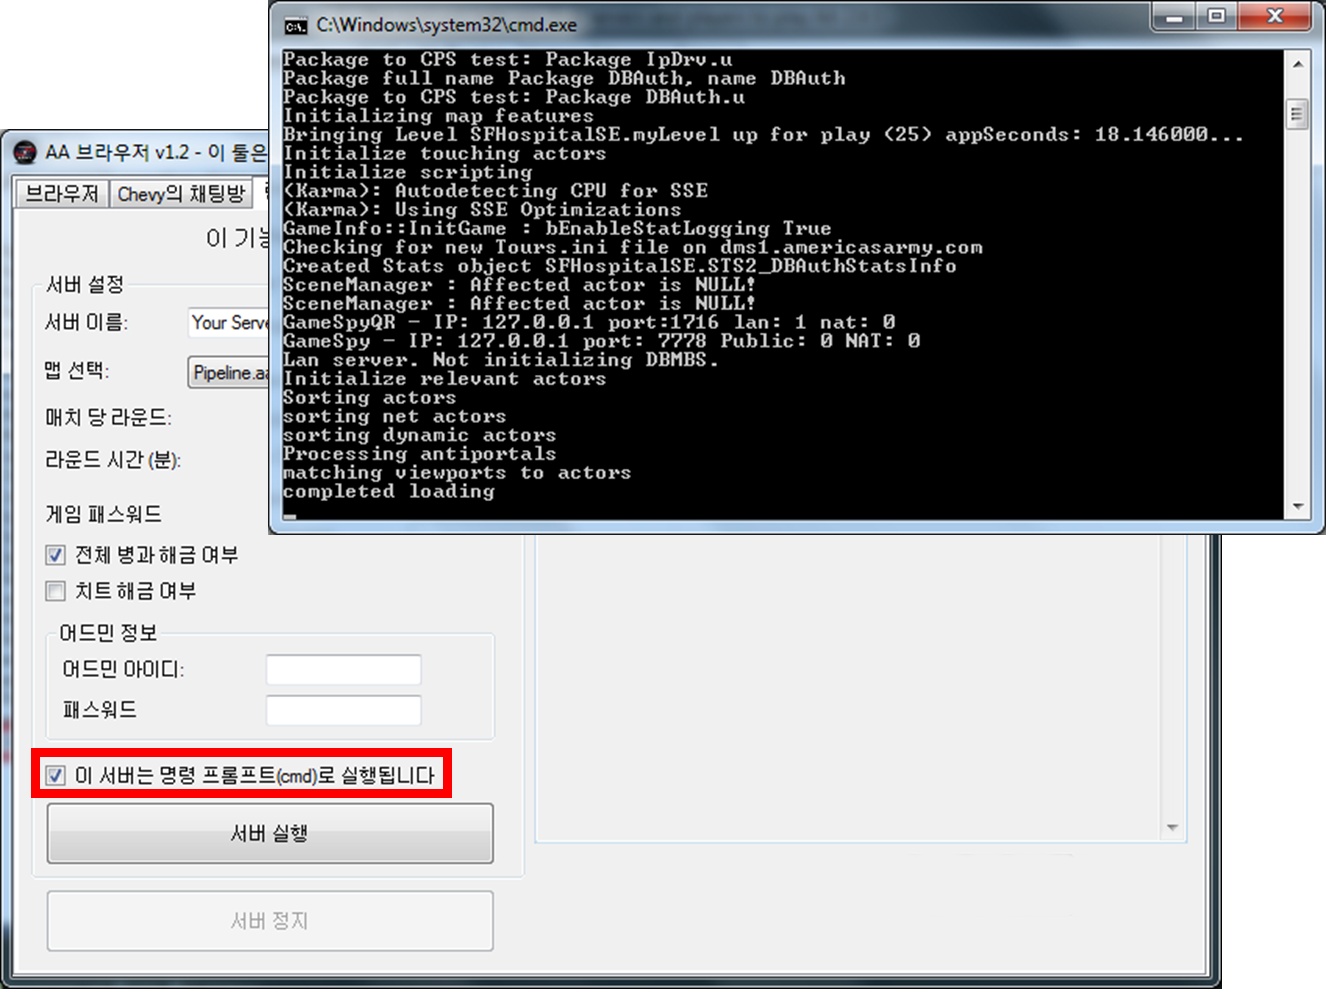 C:\Windows\system32\cmd.exe
Package to CPS test: Package IpDrv.u
Package full name Package DBAuth, name DBAuth
Package to CPS test: Package DBAuth.u
Initializing map features
Bringing Level SFHospitalSE.myLevel up for play (25) appSeconds: 18.146000...
Initialize touching actors
Initialize scripting
(Karma): Autodetecting CPU for SSE
(Karma): Using SSE Optimizations
GameInfo::InitGame : bEnableStatLogging True
Checking for new Tours.ini file on dms1.americasarmy.com
Created Stats object SFHospitalSE.STS2_DBAuthStatsInfo
SceneManager : Affected actor is NULL!
SceneManager : Affected actor is NULL!
GameSpyQR - IP: 127.0.0.1 port:1716 lan: 1 nat: 0
GameSpy - IP: 127.0.0.1 port: 7778 Public: 0 NAT: 0
Lan server. Not initializing DBMBS.
Initialize relevant actors
Sorting actors
sorting net actors
sorting dynamic actors
Processing antiportals
matching viewports to actors
completed loading
AA 브라우저 v1.2 - 이 툴은
브라우저 Chevy의 채팅방
이
서버 설정
서버 이름: Your
맵 선택: Pipeline.aa
매치 당 라운드:
라운드 시간 (분):
게임 패스워드
전체 병과 해금 여부
치트 해금 여부
어드민 정보
어드민 아이디:
패스워드
이 서버는 명령 프롬프트(cmd)로 실행됩니다
서버 실행
서버 정지